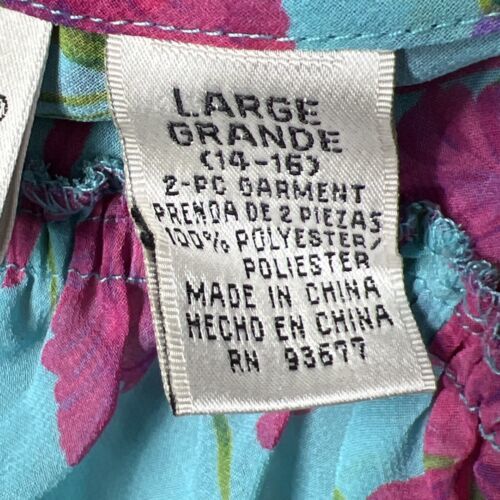 LARGE
GRANDE
(14-16)
2-PC GARMENT
PRENDA DE 2 PIEZAS
100% POLYESTER/
POLIESTER
MADE IN CHINA
HECHO EN CHINA
RN 93677
®